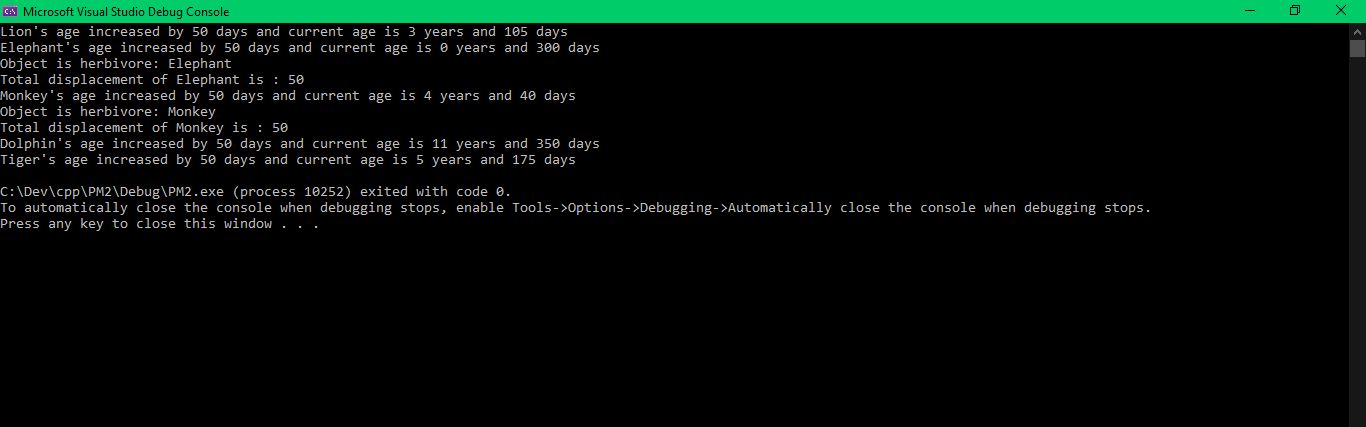 Microsoft Visual Studio Debug Console
Lion's age increased by 50 days and current age is 3 years and 105 days
Elephant's age increased by 50 days and current age is 0 years and 300 days
Object is herbivore: Elephant
Total displacement of Elephant is : 50
Monkey's age increased by 50 days and current age is 4 years and 40 days
Object is herbivore: Monkey
Total displacement of Monkey is : 50
Dolphin's age increased by 50 days and current age is 11 years and 350 days
Tiger's age increased by 50 days and current age is 5 years and 175 days
C:\Dev\cpp\PM2\Debug\PM2.exe (process 10252) exited with code 0.
To automatically close the console when debugging stops, enable Tools->Options->Debugging->Automatically close the console when debugging stops.
Press any key to close this window . . .